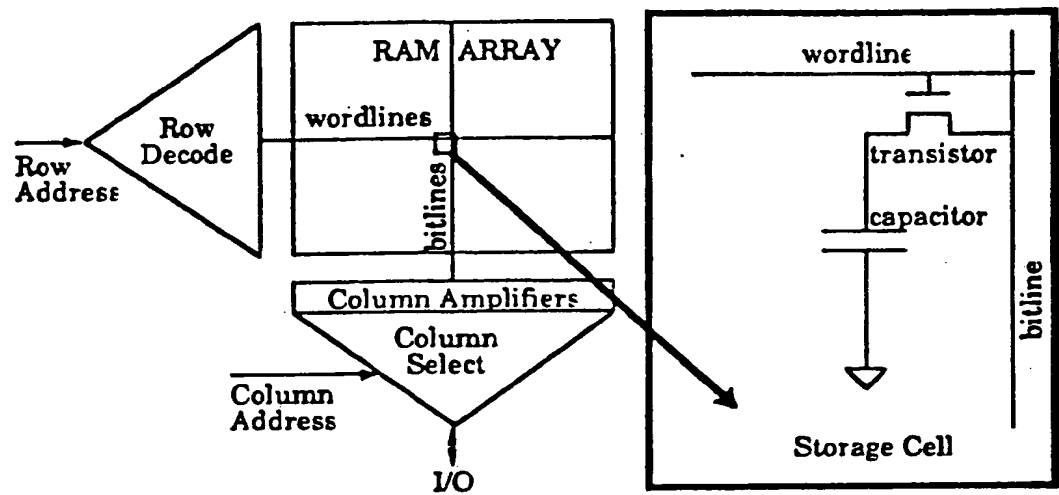 RAM ARRAY
wordlines
Row
Decode
Row
Address
bitlines
Column Amplifiers
Column
Select
Column
Address
I/O
wordline
transistor
capacitor
bitline
Storage Cell